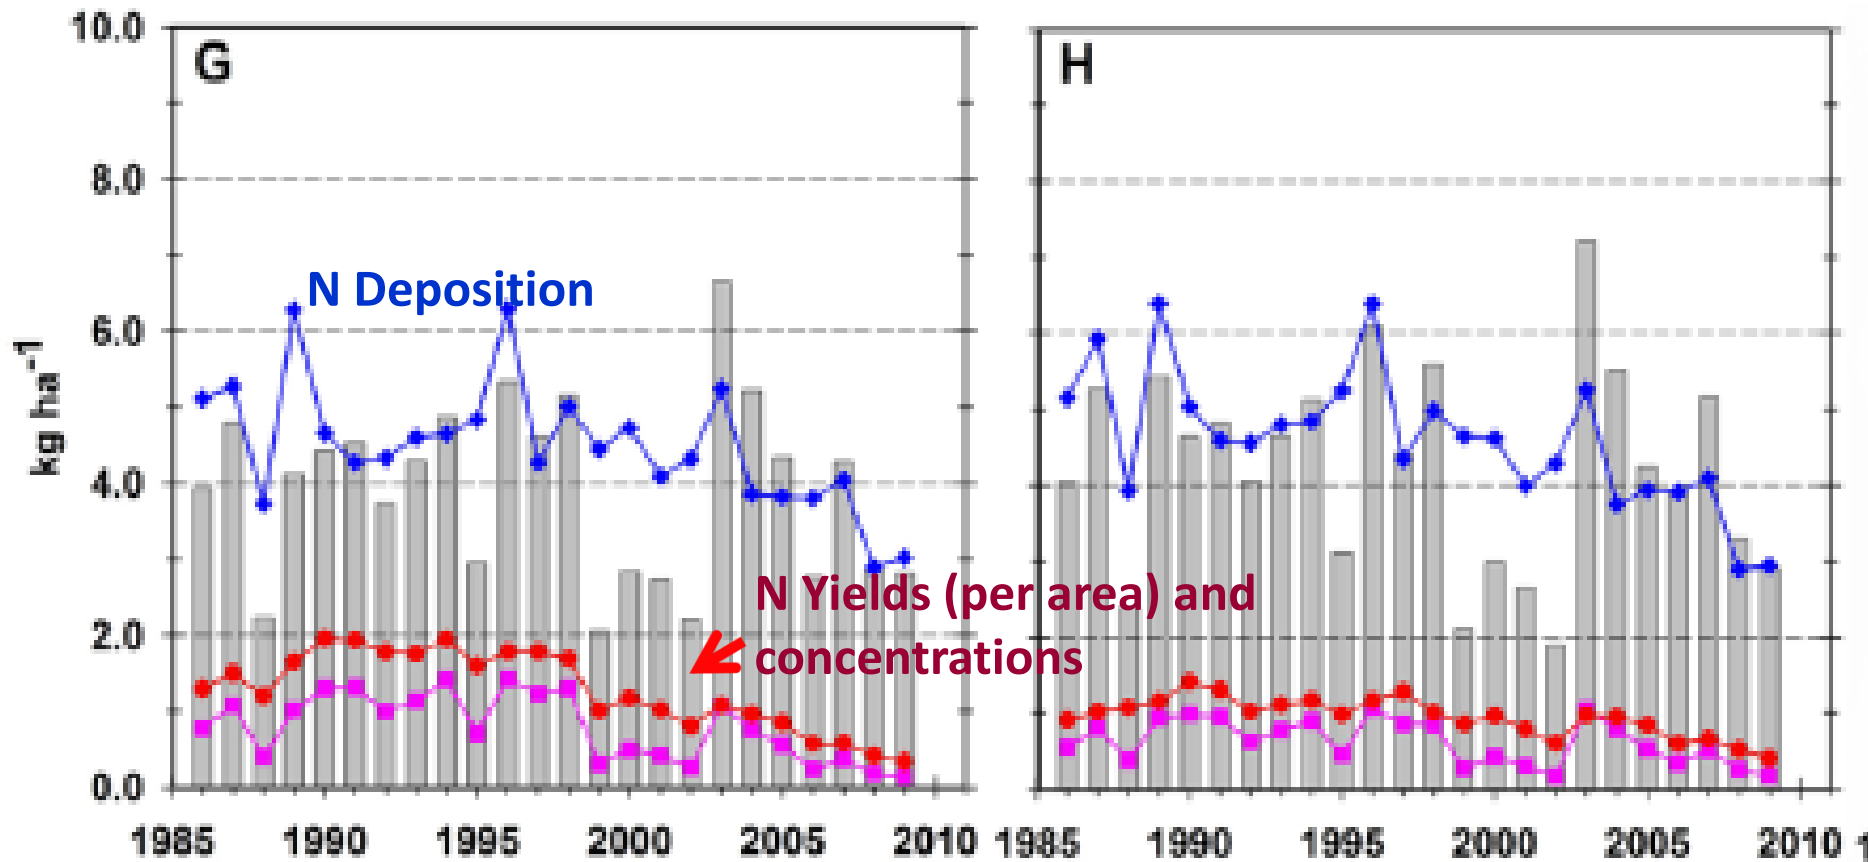 10.0
G
H
8.0
N Deposition
6.0
kg ha-1
4.0
N Yields (per area) and
2.0
concentrations
0.0
1985 1990 1995 2000 2005 2010 1985 1990 1995 2000 2005 2010